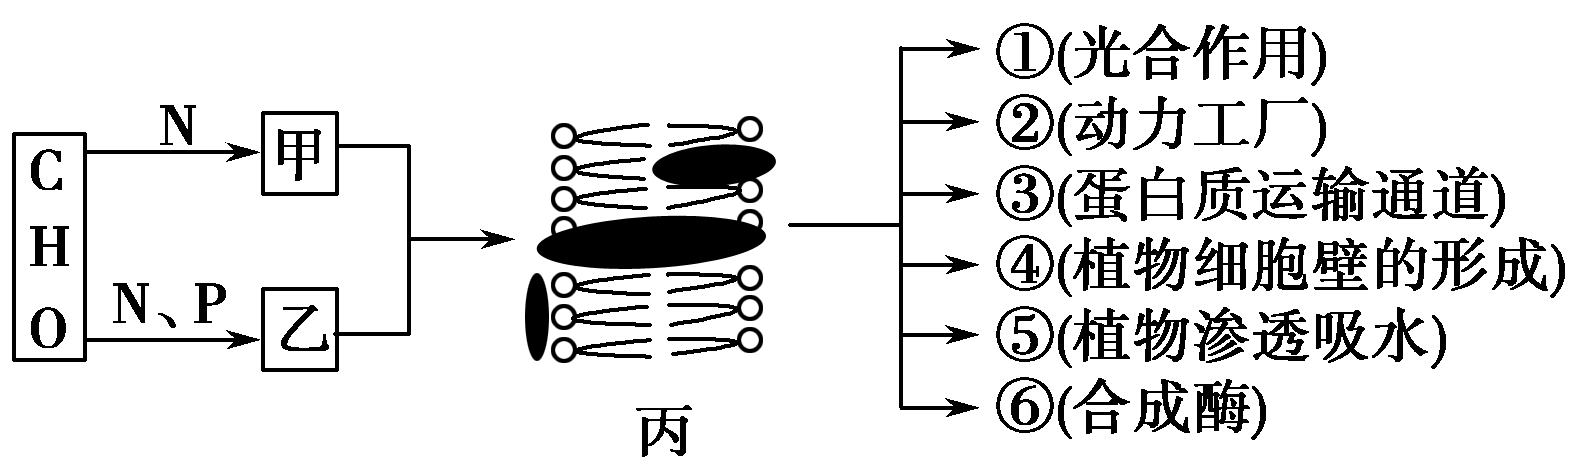 C
H
O
N
甲
N、P
乙
丙
①(光合作用)
②(动力工厂)
③(蛋白质运输通道)
④(植物细胞壁的形成)
⑤(植物渗透吸水)
⑥(合成酶)